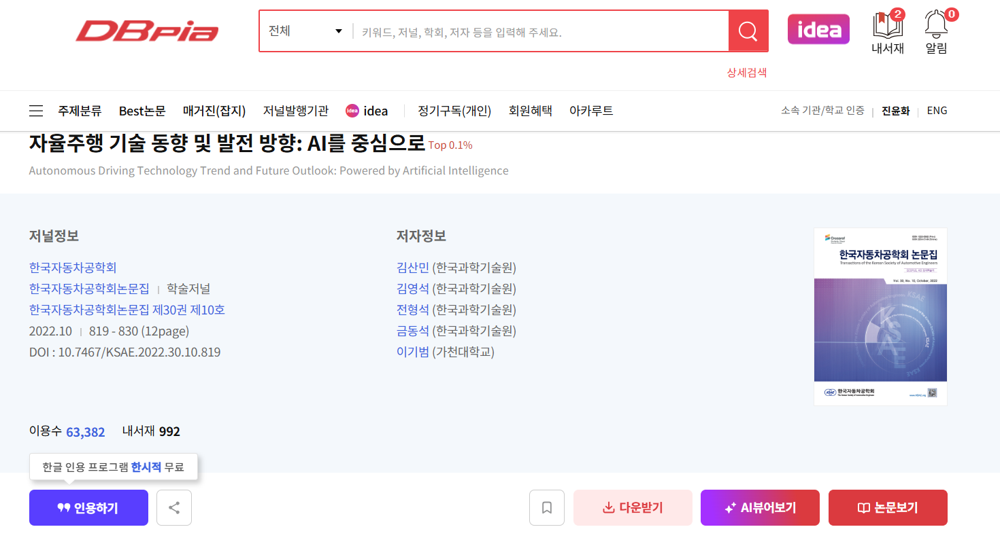 DBpia
전체 키워드, 저널, 학회, 저자 등을 입력해 주세요.
idea
2
내서재
0
알림
상세검색
주제분류 Best논문 매거진(잡지) 저널발행기관 idea idea 정기구독(개인) 회원혜택 아카루트 소속 기관/학교 인증 진윤화 ENG
자율주행 기술 동향 및 발전 방향: AI를 중심으로 Top 0.1%
Autonomous Driving Technology Trend and Future Outlook: Powered by Artificial Intelligence
저널정보
한국자동차공학회
한국자동차공학회논문집 학술저널
한국자동차공학회논문집 제30권 제10호
2022.10 819 - 830 (12page)
DOI : 10.7467/KSAE.2022.30.10.819
저자정보
김산민 (한국과학기술원)
김영석 (한국과학기술원)
전형석 (한국과학기술원)
금동석 (한국과학기술원)
이기범 (가천대학교)
Crossref
한국자동차공학회 논문집
Transactions of the Korean Society of Automotive Engineers
Vol. 30, No. 10, October, 2022
KSAE
KSAE
KSAE
KSAE
KSAE 한국자동차공학회
The Korean Society of Automotive Engineers
www.ksae.org
이용수 63,382 내서재 992
한글 인용 프로그램 한시적 무료
인용하기
다운받기
AI뷰어보기
논문보기